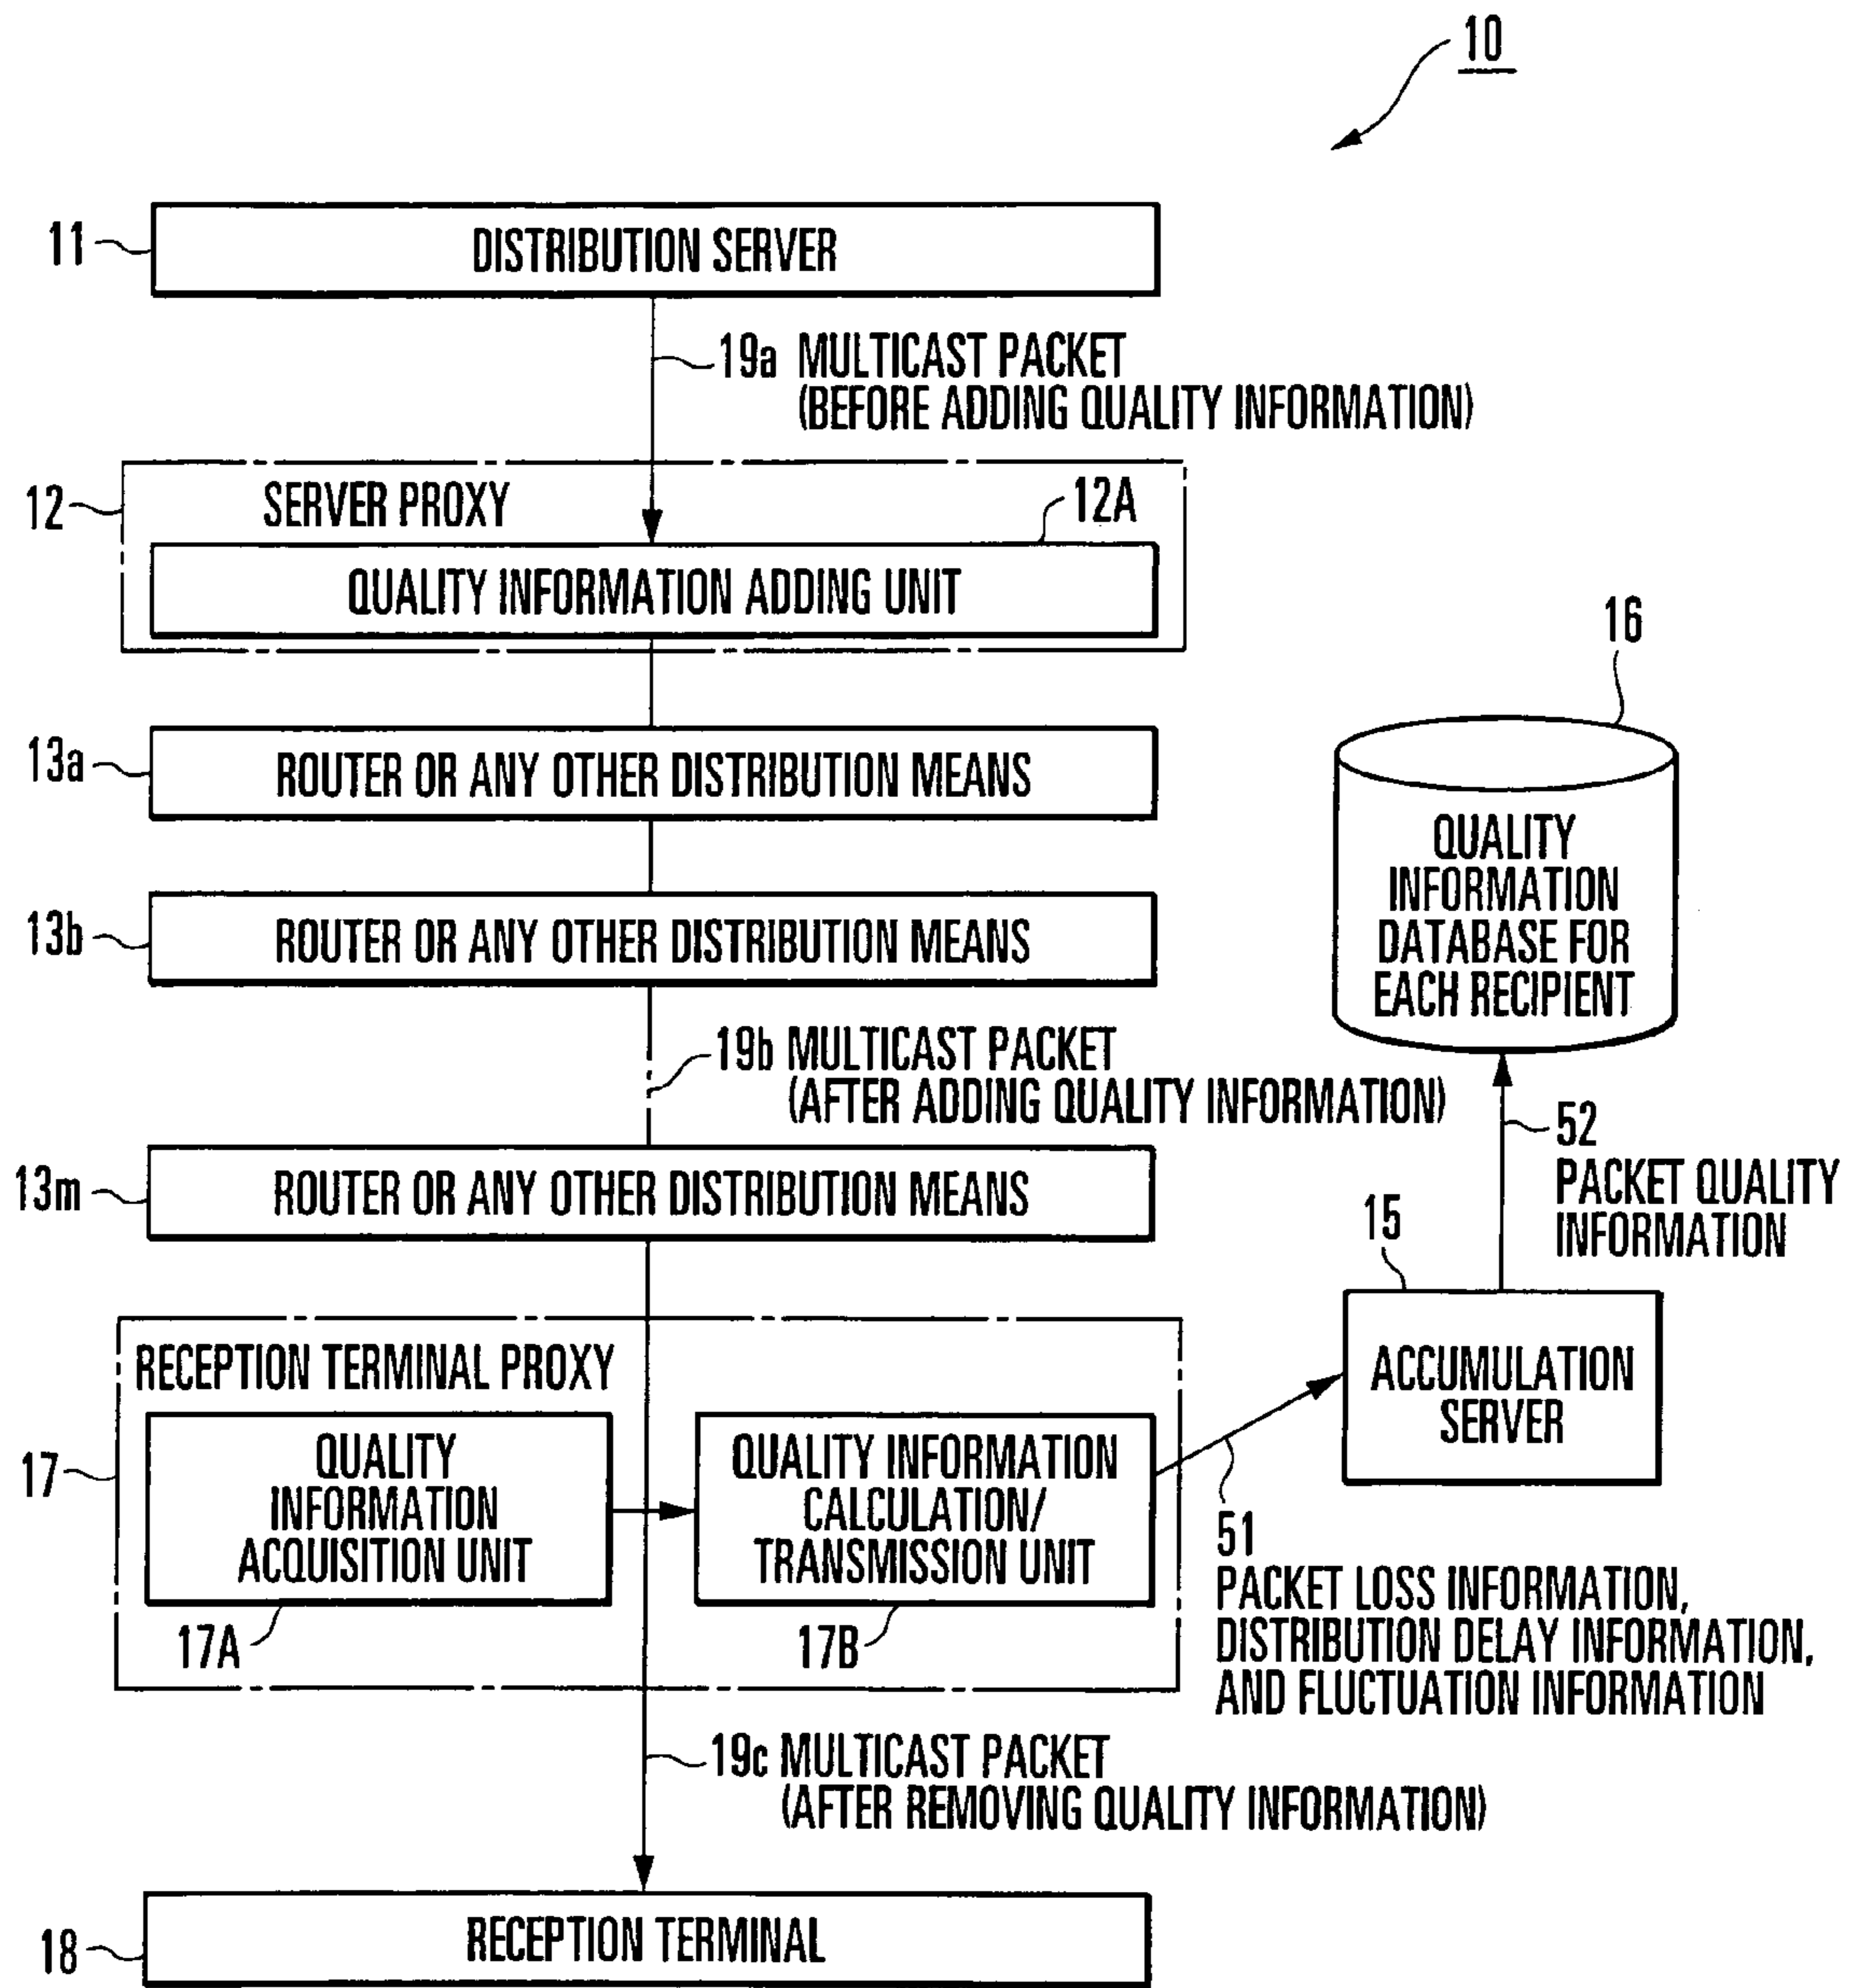 10
11
DISTRIBUTION SERVER
19a MULTICAST PACKET
(BEFORE ADDING QUALITY INFORMATION)
12
SERVER PROXY
12A
QUALITY INFORMATION ADDING UNIT
13a
ROUTER OR ANY OTHER DISTRIBUTION MEANS
13b
ROUTER OR ANY OTHER DISTRIBUTION MEANS
19b MULTICAST PACKET
(AFTER ADDING QUALITY INFORMATION)
13m
ROUTER OR ANY OTHER DISTRIBUTION MEANS
16
QUALITY
INFORMATION
DATABASE FOR
EACH RECIPIENT
52
PACKET QUALITY
INFORMATION
15
ACCUMULATION
SERVER
17
RECEPTION TERMINAL PROXY
QUALITY
INFORMATION
ACQUISITION UNIT
17A
QUALITY INFORMATION
CALCULATION/
TRANSMISSION UNIT
17B
51
PACKET LOSS INFORMATION,
DISTRIBUTION DELAY INFORMATION,
AND FLUCTUATION INFORMATION
19c MULTICAST PACKET
(AFTER REMOVING QUALITY INFORMATION)
18
RECEPTION TERMINAL